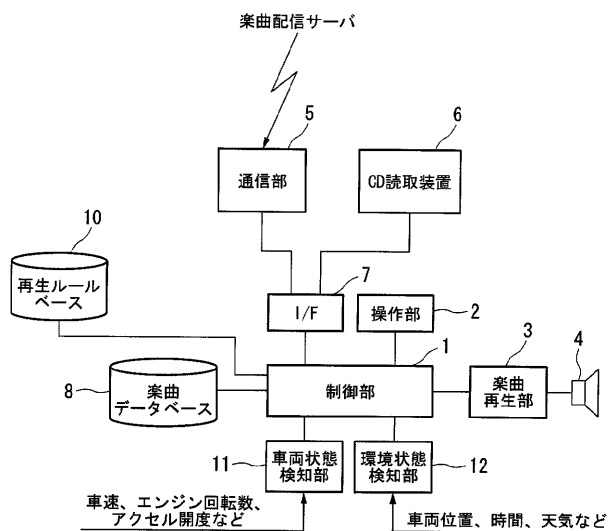 楽曲配信サーバ
5
6
通信部
CD読取装置
10
再生ルール
ベース
7
I/F
操作部
2
1
3
4
8
楽曲
データベース
制御部
楽曲
再生部
11
車両状態
検知部
環境状態
検知部
12
車速、エンジン回転数、
アクセル開度など
車両位置、時間、天気など